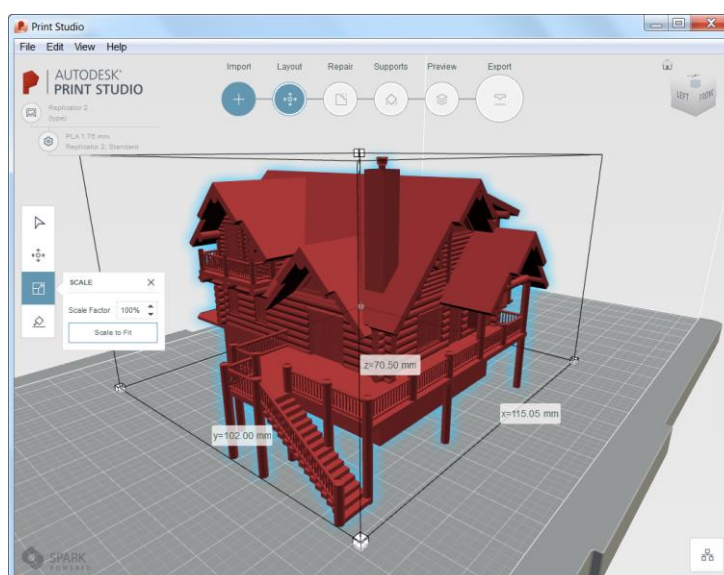 Print Studio
File Edit View Help
AUTODESK®
PRINT STUDIO
Import Layout Repair Supports Preview Export
Replicator 2
(type)
PLA 1.75 mm
Replicator 2, Standard
LEFT FRONT
SCALE
Scale Factor 100%
Scale to Fit
z=70.50 mm
x=115.05 mm
y=102.00 mm
SPARK
POWERED